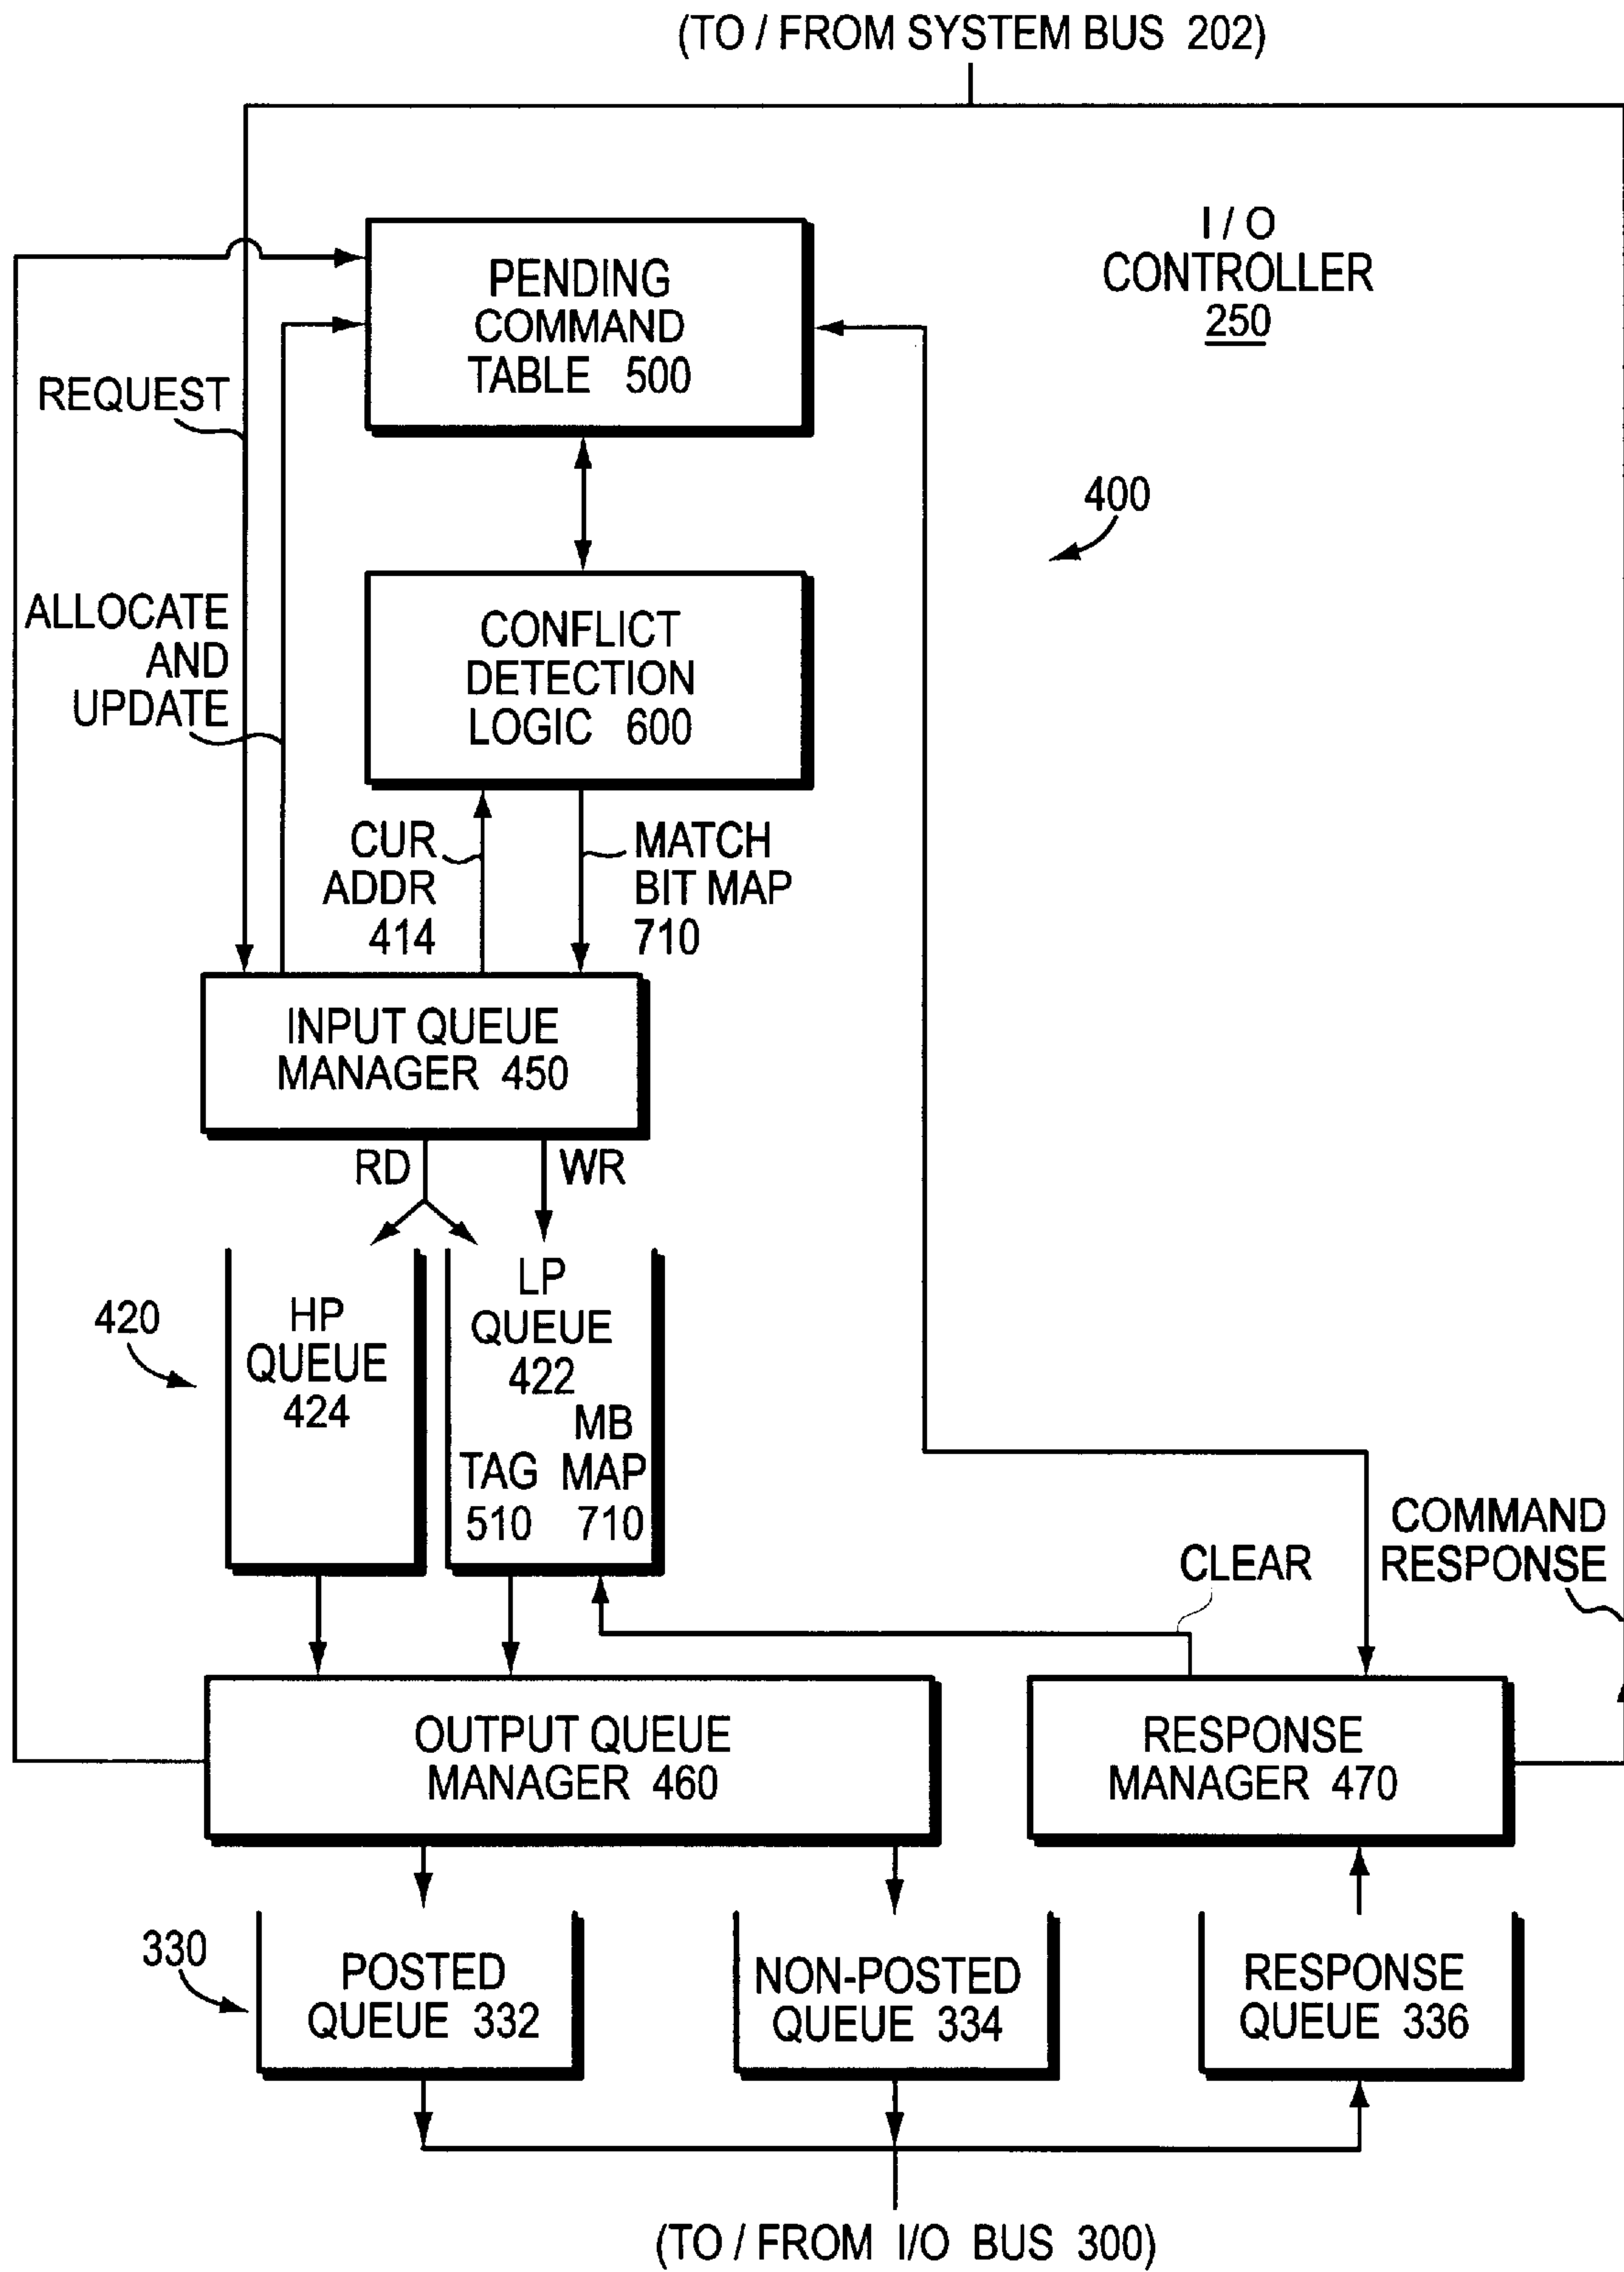 (TO / FROM SYSTEM BUS 202)
I / O
CONTROLLER
250
PENDING
COMMAND
TABLE 500
REQUEST
400
ALLOCATE
AND
UPDATE
CONFLICT
DETECTION
LOGIC 600
CUR
ADDR
414
MATCH
BIT MAP
710
INPUT QUEUE
MANAGER 450
RD
WR
420
HP
QUEUE
424
LP
QUEUE
422
TAG
510
MB
MAP
710
CLEAR
COMMAND
RESPONSE
OUTPUT QUEUE
MANAGER 460
RESPONSE
MANAGER 470
330
POSTED
QUEUE 332
NON-POSTED
QUEUE 334
RESPONSE
QUEUE 336
(TO / FROM I/O BUS 300)